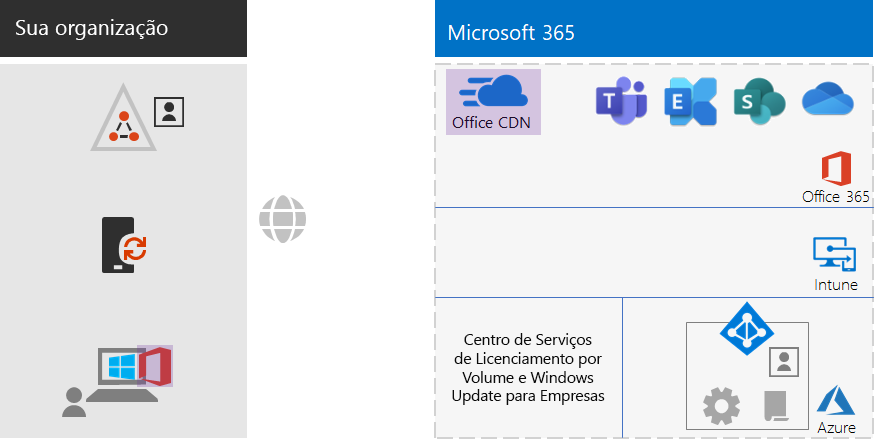 Sua organização
Microsoft 365
Office CDN
T
E
S
Office 365
Intune
Centro de Serviços
de Licenciamento por
Volume e Windows
Update para Empresas
Azure